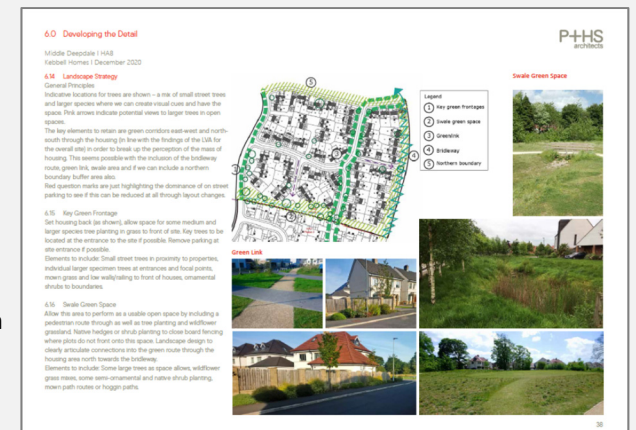 6.0 Developing the Detail
P+HS
architects
Middle Deepdale I HA8
Kebbell Homes I December 2020
6.14 Landscape Strategy
General Principles
Indicative locations for trees are shown – a mix of small street trees
and larger species where we can create visual cues and have the
space. Pink arrows indicate potential views to larger trees in open
spaces.
The key elements to retain are green corridors east-west and north-
south through the housing (in line with the findings of the LVA for
the overall site) in order to break up the perception of the mass of
housing. This seems possible with the inclusion of the bridleway
route, green link, swale area and if we can include a northern
boundary buffer area also.
Red question marks are just highlighting the dominance of on street
parking to see if this can be reduced at all through layout changes.
6.15 Key Green Frontage
Set housing back (as shown), allow space for some medium and
larger species tree planting in grass to front of site. Key trees to be
located at the entrance to the site if possible. Remove parking at
site entrance if possible.
Elements to include: Small street trees in proximity to properties,
individual larger specimen trees at entrances and focal points,
mown grass and low walls/railing to front of houses, ornamental
shrubs to boundaries.
6.16 Swale Green Space
Allow this area to perform as a usable open space by including a
pedestrian route through as well as tree planting and wildflower
grassland. Native hedges or shrub planting to close board fencing
where plots do not front onto this space. Landscape design to
clearly articulate connections into the green route through the
housing area north towards the bridleway.
Elements to include: Some large trees as space allows, wildflower
grass mixes, some semi-ornamental and native shrub planting,
mown path routes or hoggin paths.
5
4
3
Legend
1 Key green frontages
2 Swale green space
3 Greenlink
4 Bridleway
5 Northern boundary
Swale Green Space
Green Link
38